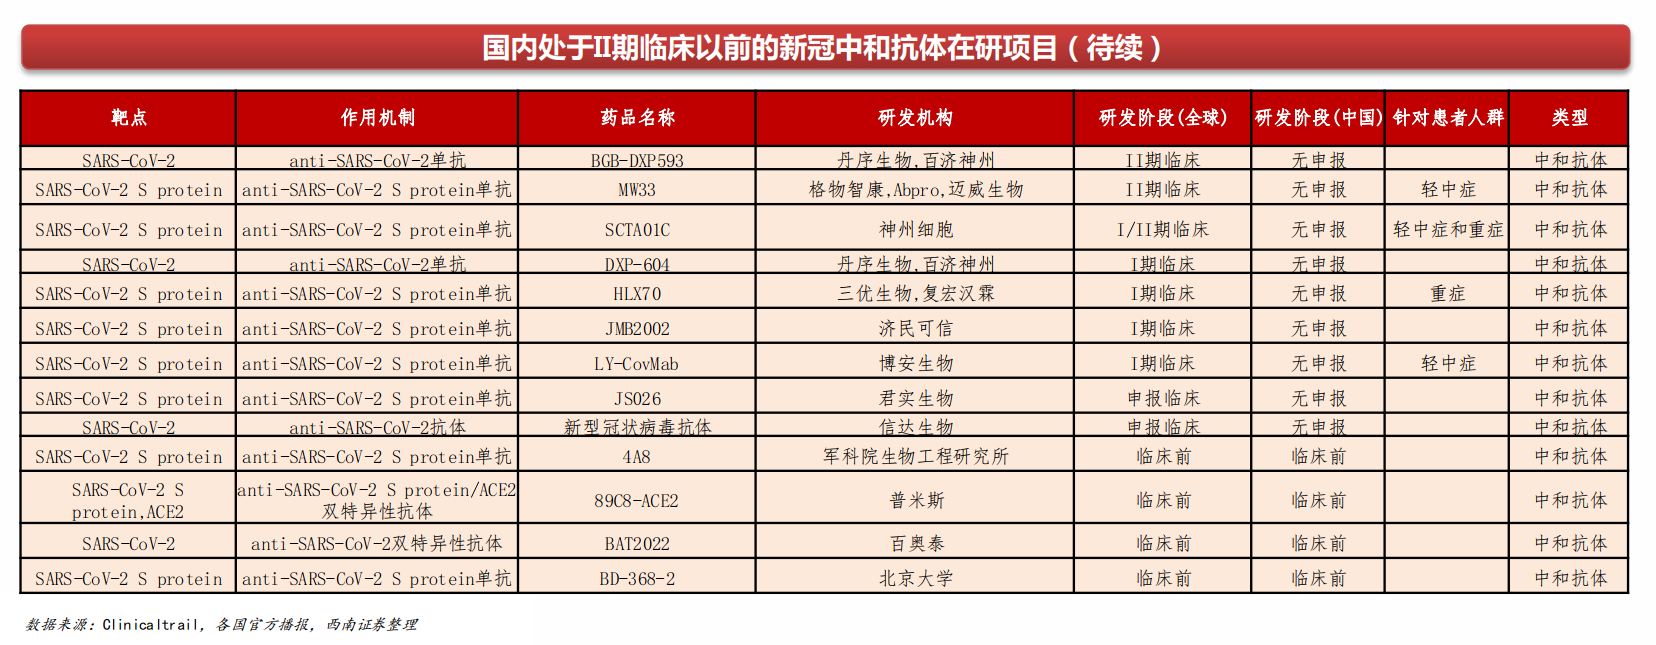 国内处于II期临床以前的新冠中和抗体在研项目（待续）
靶点 作用机制 药品名称 研发机构 研发阶段(全球) 研发阶段(中国) 针对患者人群 类型
SARS-CoV-2 anti-SARS-CoV-2单抗 BGB-DXP593 丹序生物,百济神州 II期临床 无申报 中和抗体
SARS-CoV-2 S protein anti-SARS-CoV-2 S protein单抗 MW33 格物智康,Abpro,迈威生物 II期临床 无申报 轻中症 中和抗体
SARS-CoV-2 S protein anti-SARS-CoV-2 S protein单抗 SCTA01C 神州细胞 I/II期临床 无申报 轻中症和重症 中和抗体
SARS-CoV-2 anti-SARS-CoV-2单抗 DXP-604 丹序生物,百济神州 I期临床 无申报 中和抗体
SARS-CoV-2 S protein anti-SARS-CoV-2 S protein单抗 HLX70 三优生物,复宏汉霖 I期临床 无申报 重症 中和抗体
SARS-CoV-2 S protein anti-SARS-CoV-2 S protein单抗 JMB2002 济民可信 I期临床 无申报 中和抗体
SARS-CoV-2 S protein anti-SARS-CoV-2 S protein单抗 LY-CovMab 博安生物 I期临床 无申报 轻中症 中和抗体
SARS-CoV-2 S protein anti-SARS-CoV-2 S protein单抗 JS026 君实生物 申报临床 无申报 中和抗体
SARS-CoV-2 anti-SARS-CoV-2抗体 新型冠状病毒抗体 信达生物 申报临床 无申报 中和抗体
SARS-CoV-2 S protein anti-SARS-CoV-2 S protein单抗 4A8 军科院生物工程研究所 临床前 临床前 中和抗体
SARS-CoV-2 S
protein,ACE2
anti-SARS-CoV-2 S protein/ACE2
双特异性抗体
89C8-ACE2 普米斯 临床前 临床前 中和抗体
SARS-CoV-2 anti-SARS-CoV-2双特异性抗体 BAT2022 百奥泰 临床前 临床前 中和抗体
SARS-CoV-2 S protein anti-SARS-CoV-2 S protein单抗 BD-368-2 北京大学 临床前 临床前 中和抗体
数据来源：Clinicaltrail，各国官方播报，西南证券整理